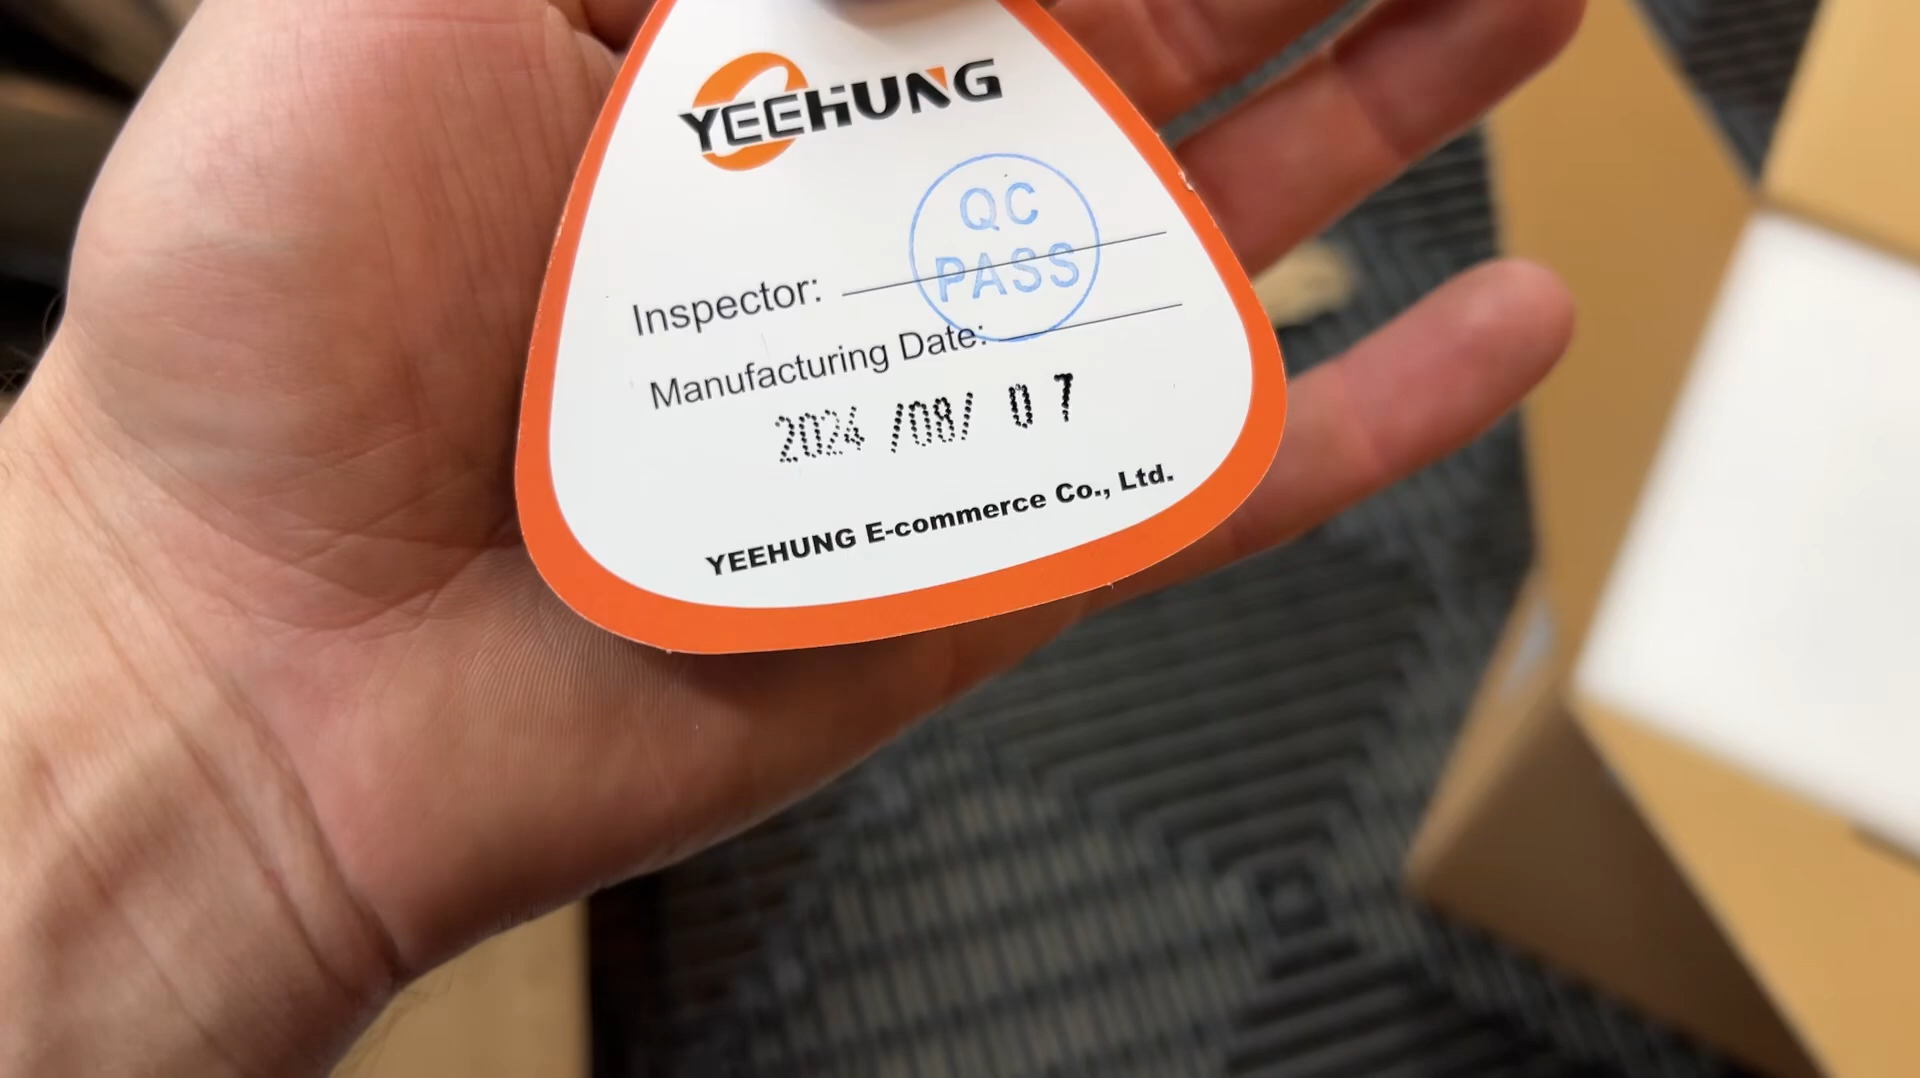 YEEHUNG
QC
PASS
Inspector:
Manufacturing Date:
2024 /08/ 07
YEEHUNG E-commerce Co., Ltd.